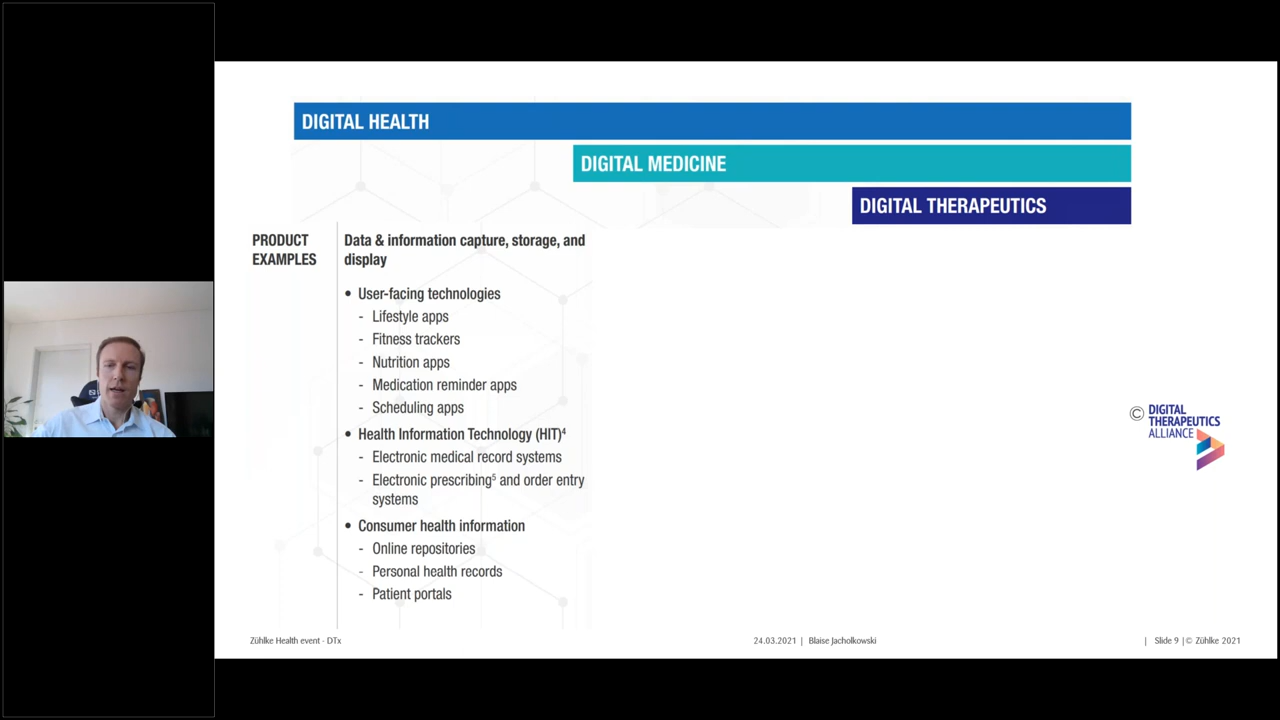 DIGITAL HEALTH
DIGITAL MEDICINE
DIGITAL THERAPEUTICS
PRODUCT
EXAMPLES
Data & information capture, storage, and
display
• User-facing technologies
- Lifestyle apps
- Fitness trackers
- Nutrition apps
- Medication reminder apps
- Scheduling apps
• Health Information Technology (HIT)⁴
- Electronic medical record systems
- Electronic prescribing⁵ and order entry
systems
• Consumer health information
- Online repositories
- Personal health records
- Patient portals
© DIGITAL
THERAPEUTICS
ALLIANCE
Zühlke Health event - DTx
24.03.2021 | Blaise Jacholkowski
| Slide 9 | © Zühlke 2021